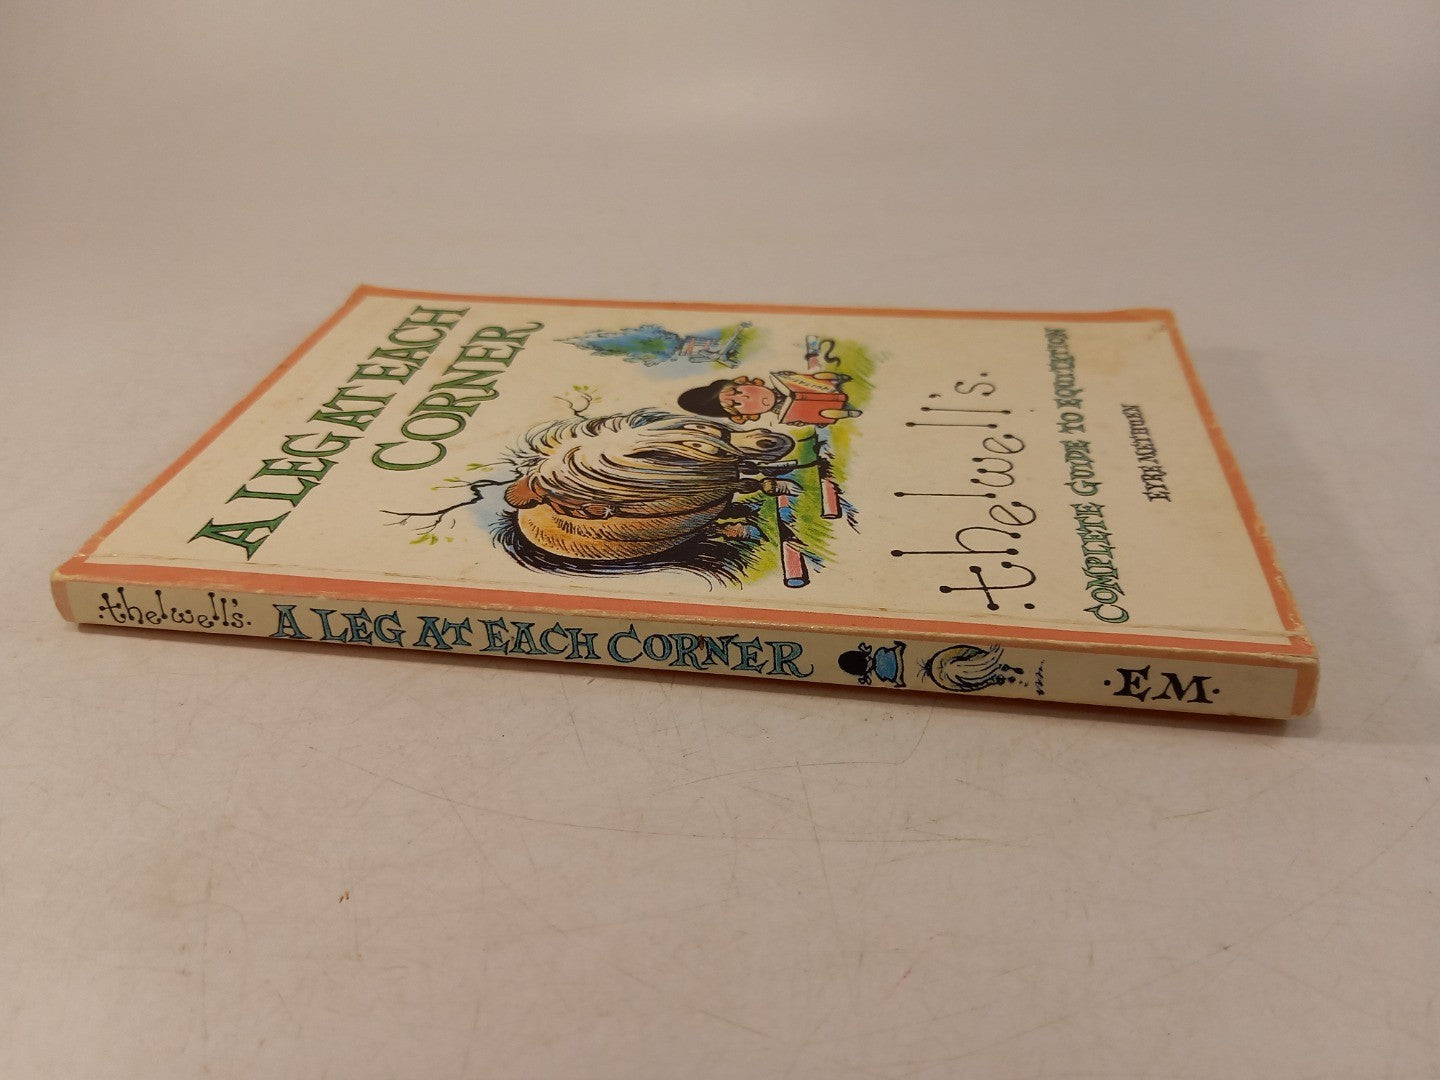 A LEG AT EACH
CORNER
thelwell's.
COMPLETE GUIDE TO EQUITATION
EYRE METHUEN
.thelwell's.
A LEG AT EACH CORNER
·EM·